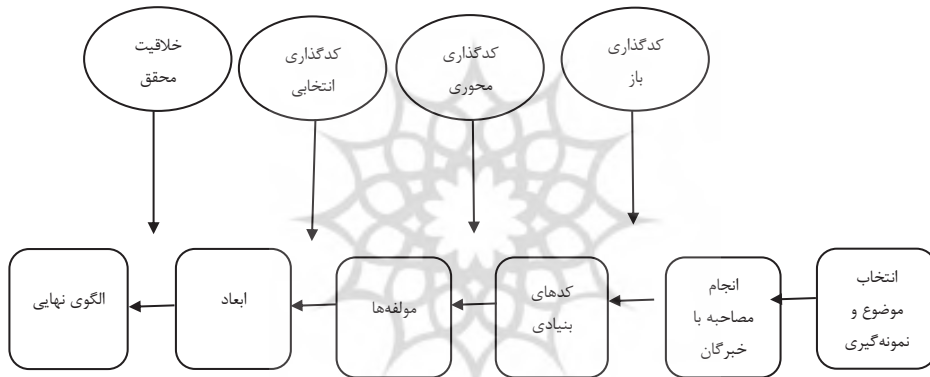 کدگذاری
باز
کدگذاری
محوری
کدگذاری
انتخابی
خلاقیت
محقق
انتخاب
موضوع و
نمونه‌گیری
انجام
مصاحبه با
خبرگان
کدهای
بنیادی
مولفه‌ها
ابعاد
الگوی نهایی